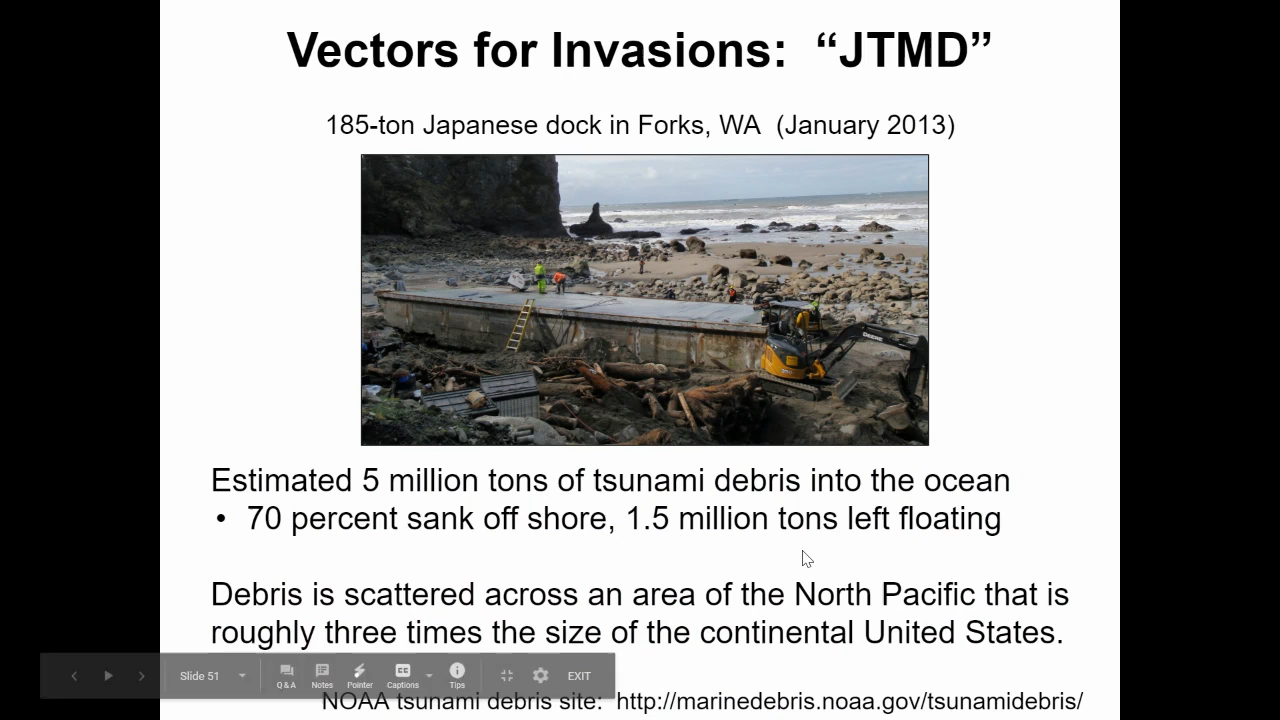 Vectors for Invasions: “JTMD”
185-ton Japanese dock in Forks, WA (January 2013)
DEERE
Estimated 5 million tons of tsunami debris into the ocean
• 70 percent sank off shore, 1.5 million tons left floating
Debris is scattered across an area of the North Pacific that is
roughly three times the size of the continental United States.
Slide 51
Q & A
Notes
Pointer
Captions
Tips
EXIT
NOAA tsunami debris site: http://marinedebris.noaa.gov/tsunamidebris/